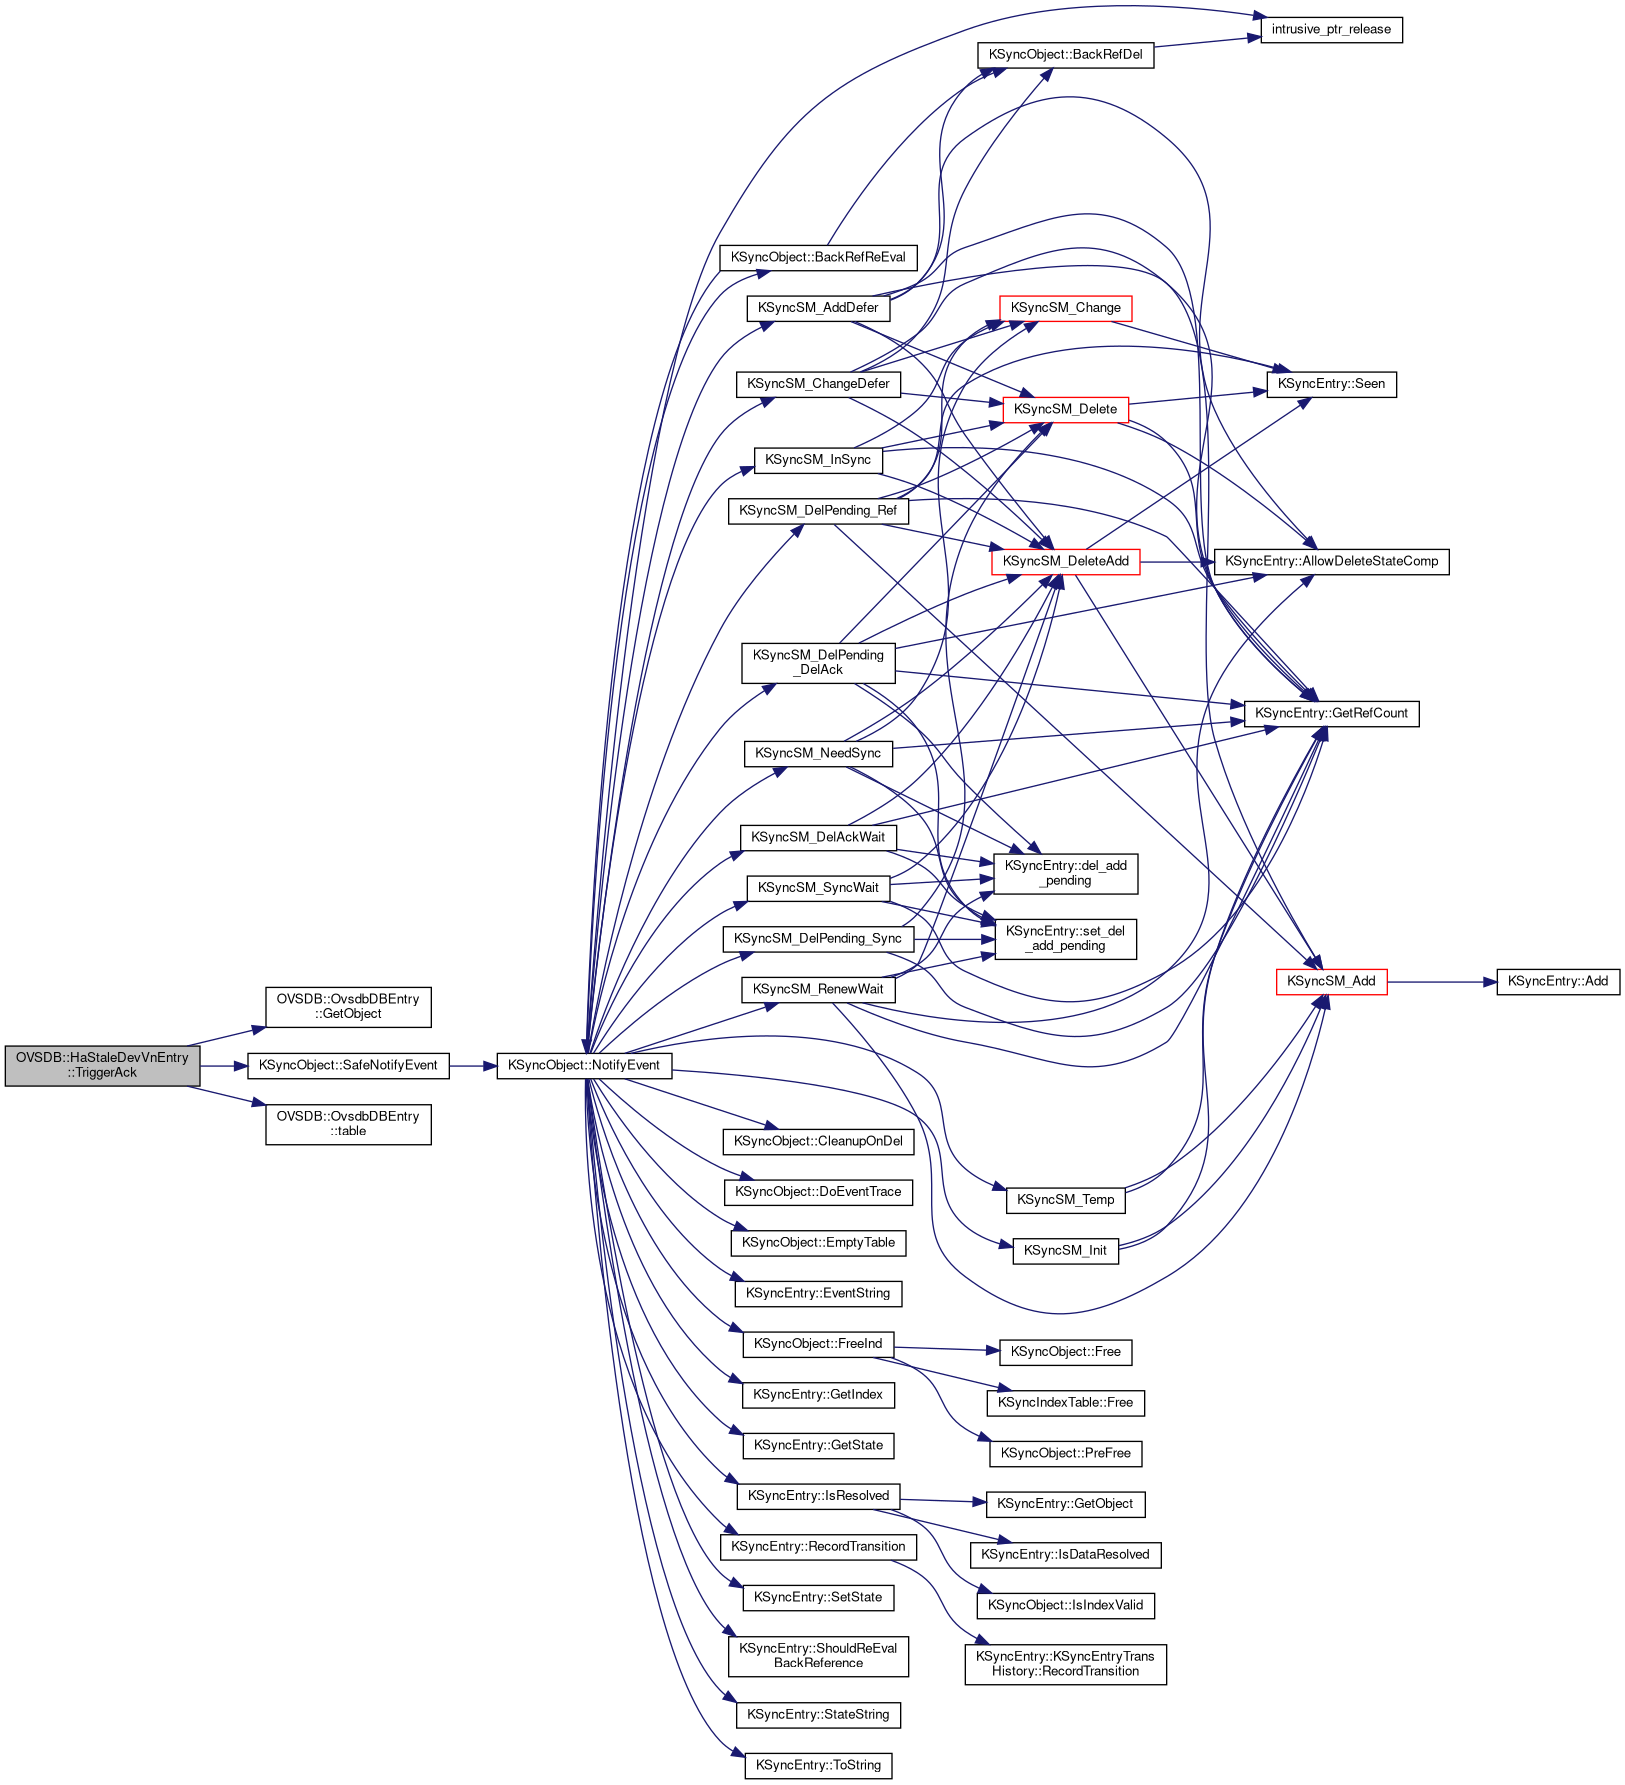 intrusive_ptr_release
KSyncObject::BackRefDel
KSyncObject::BackRefReEval
KSyncSM_AddDefer
KSyncSM_Change
KSyncSM_ChangeDefer
KSyncEntry::Seen
KSyncSM_Delete
KSyncSM_InSync
KSyncSM_DelPending_Ref
KSyncSM_DeleteAdd
KSyncEntry::AllowDeleteStateComp
KSyncSM_DelPending
_DelAck
KSyncEntry::GetRefCount
KSyncSM_NeedSync
KSyncSM_DelAckWait
KSyncEntry::del_add
_pending
KSyncSM_SyncWait
KSyncSM_DelPending_Sync
KSyncEntry::set_del
_add_pending
KSyncSM_RenewWait
KSyncSM_Add
KSyncEntry::Add
OVSDB::OvsdbDBEntry
::GetObject
OVSDB::HaStaleDevVnEntry
::TriggerAck
KSyncObject::SafeNotifyEvent
KSyncObject::NotifyEvent
OVSDB::OvsdbDBEntry
::table
KSyncObject::CleanupOnDel
KSyncObject::DoEventTrace
KSyncSM_Temp
KSyncObject::EmptyTable
KSyncSM_Init
KSyncEntry::EventString
KSyncObject::FreeInd
KSyncObject::Free
KSyncEntry::GetIndex
KSyncIndexTable::Free
KSyncEntry::GetState
KSyncObject::PreFree
KSyncEntry::IsResolved
KSyncEntry::GetObject
KSyncEntry::RecordTransition
KSyncEntry::IsDataResolved
KSyncEntry::SetState
KSyncObject::IsIndexValid
KSyncEntry::ShouldReEval
BackReference
KSyncEntry::KSyncEntryTrans
History::RecordTransition
KSyncEntry::StateString
KSyncEntry::ToString